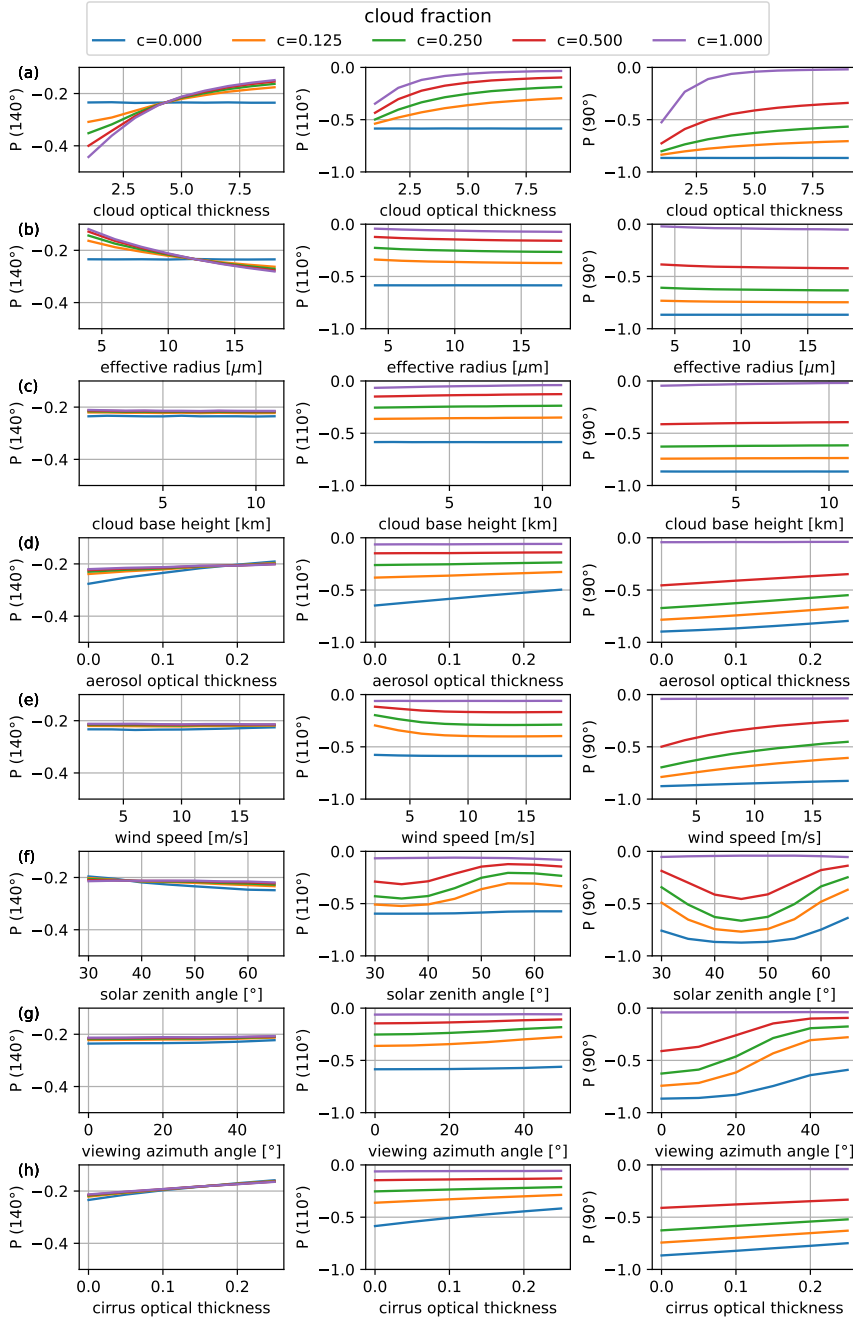 cloud fraction
c=0.000 c=0.125 c=0.250 c=0.500 c=1.000
(a)
P (140°) −0.2 −0.4 2.5 5.0 7.5 cloud optical thickness
P (110°) 0.0 −0.5 −1.0 2.5 5.0 7.5 cloud optical thickness
P (90°) 0.0 −0.5 −1.0 2.5 5.0 7.5 cloud optical thickness
(b)
P (140°) −0.2 −0.4 5 10 15 effective radius [μm]
P (110°) 0.0 −0.5 −1.0 5 10 15 effective radius [μm]
P (90°) 0.0 −0.5 −1.0 5 10 15 effective radius [μm]
(c)
P (140°) −0.2 −0.4 5 10 cloud base height [km]
P (110°) 0.0 −0.5 −1.0 5 10 cloud base height [km]
P (90°) 0.0 −0.5 −1.0 5 10 cloud base height [km]
(d)
P (140°) −0.2 −0.4 0.0 0.1 0.2 aerosol optical thickness
P (110°) 0.0 −0.5 −1.0 0.0 0.1 0.2 aerosol optical thickness
P (90°) 0.0 −0.5 −1.0 0.0 0.1 0.2 aerosol optical thickness
(e)
P (140°) −0.2 −0.4 5 10 15 wind speed [m/s]
P (110°) 0.0 −0.5 −1.0 5 10 15 wind speed [m/s]
P (90°) 0.0 −0.5 −1.0 5 10 15 wind speed [m/s]
(f)
P (140°) −0.2 −0.4 30 40 50 60 solar zenith angle [°]
P (110°) 0.0 −0.5 −1.0 30 40 50 60 solar zenith angle [°]
P (90°) 0.0 −0.5 −1.0 30 40 50 60 solar zenith angle [°]
(g)
P (140°) −0.2 −0.4 0 20 40 viewing azimuth angle [°]
P (110°) 0.0 −0.5 −1.0 0 20 40 viewing azimuth angle [°]
P (90°) 0.0 −0.5 −1.0 0 20 40 viewing azimuth angle [°]
(h)
P (140°) −0.2 −0.4 0.0 0.1 0.2 cirrus optical thickness
P (110°) 0.0 −0.5 −1.0 0.0 0.1 0.2 cirrus optical thickness
P (90°) 0.0 −0.5 −1.0 0.0 0.1 0.2 cirrus optical thickness